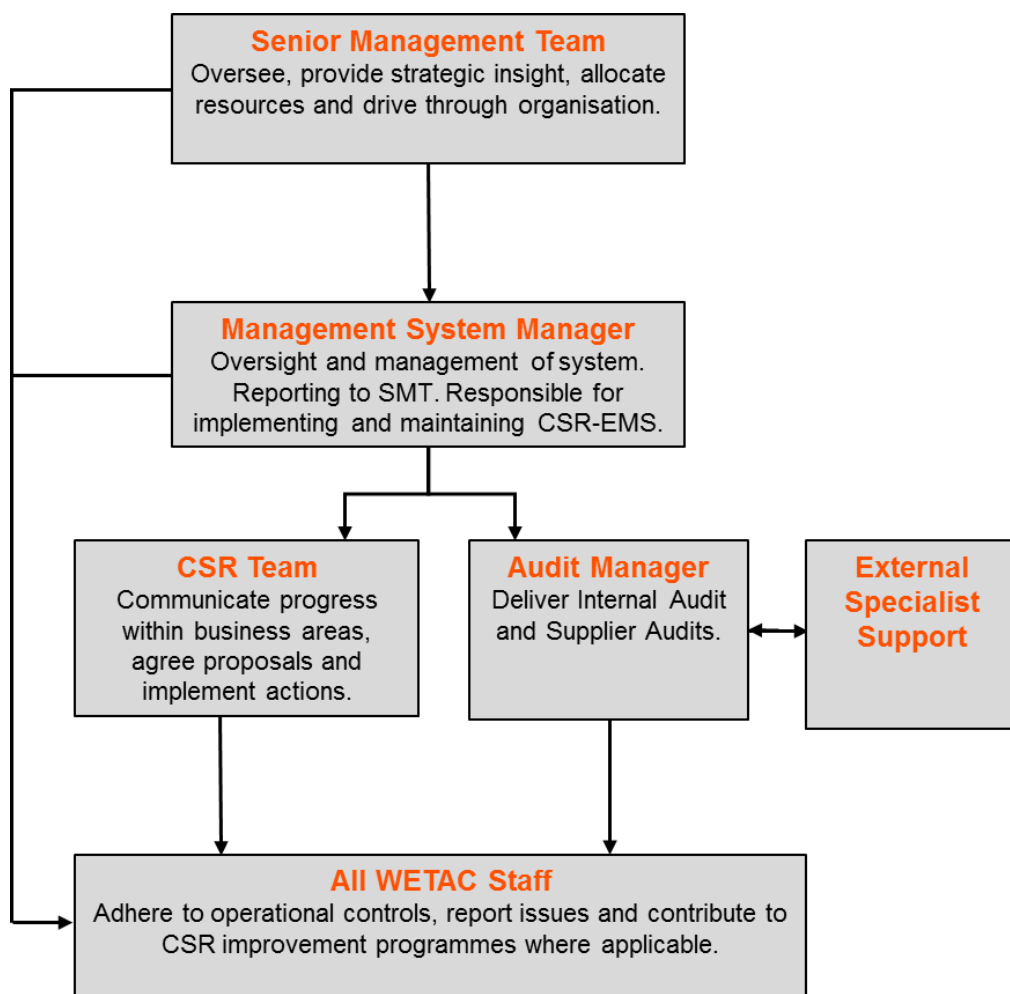 Senior Management Team
Oversee, provide strategic insight, allocate
resources and drive through organisation.
Management System Manager
Oversight and management of system.
Reporting to SMT. Responsible for
implementing and maintaining CSR-EMS.
CSR Team
Communicate progress
within business areas,
agree proposals and
implement actions.
Audit Manager
Deliver Internal Audit
and Supplier Audits.
External
Specialist
Support
All WETAC Staff
Adhere to operational controls, report issues and contribute to
CSR improvement programmes where applicable.